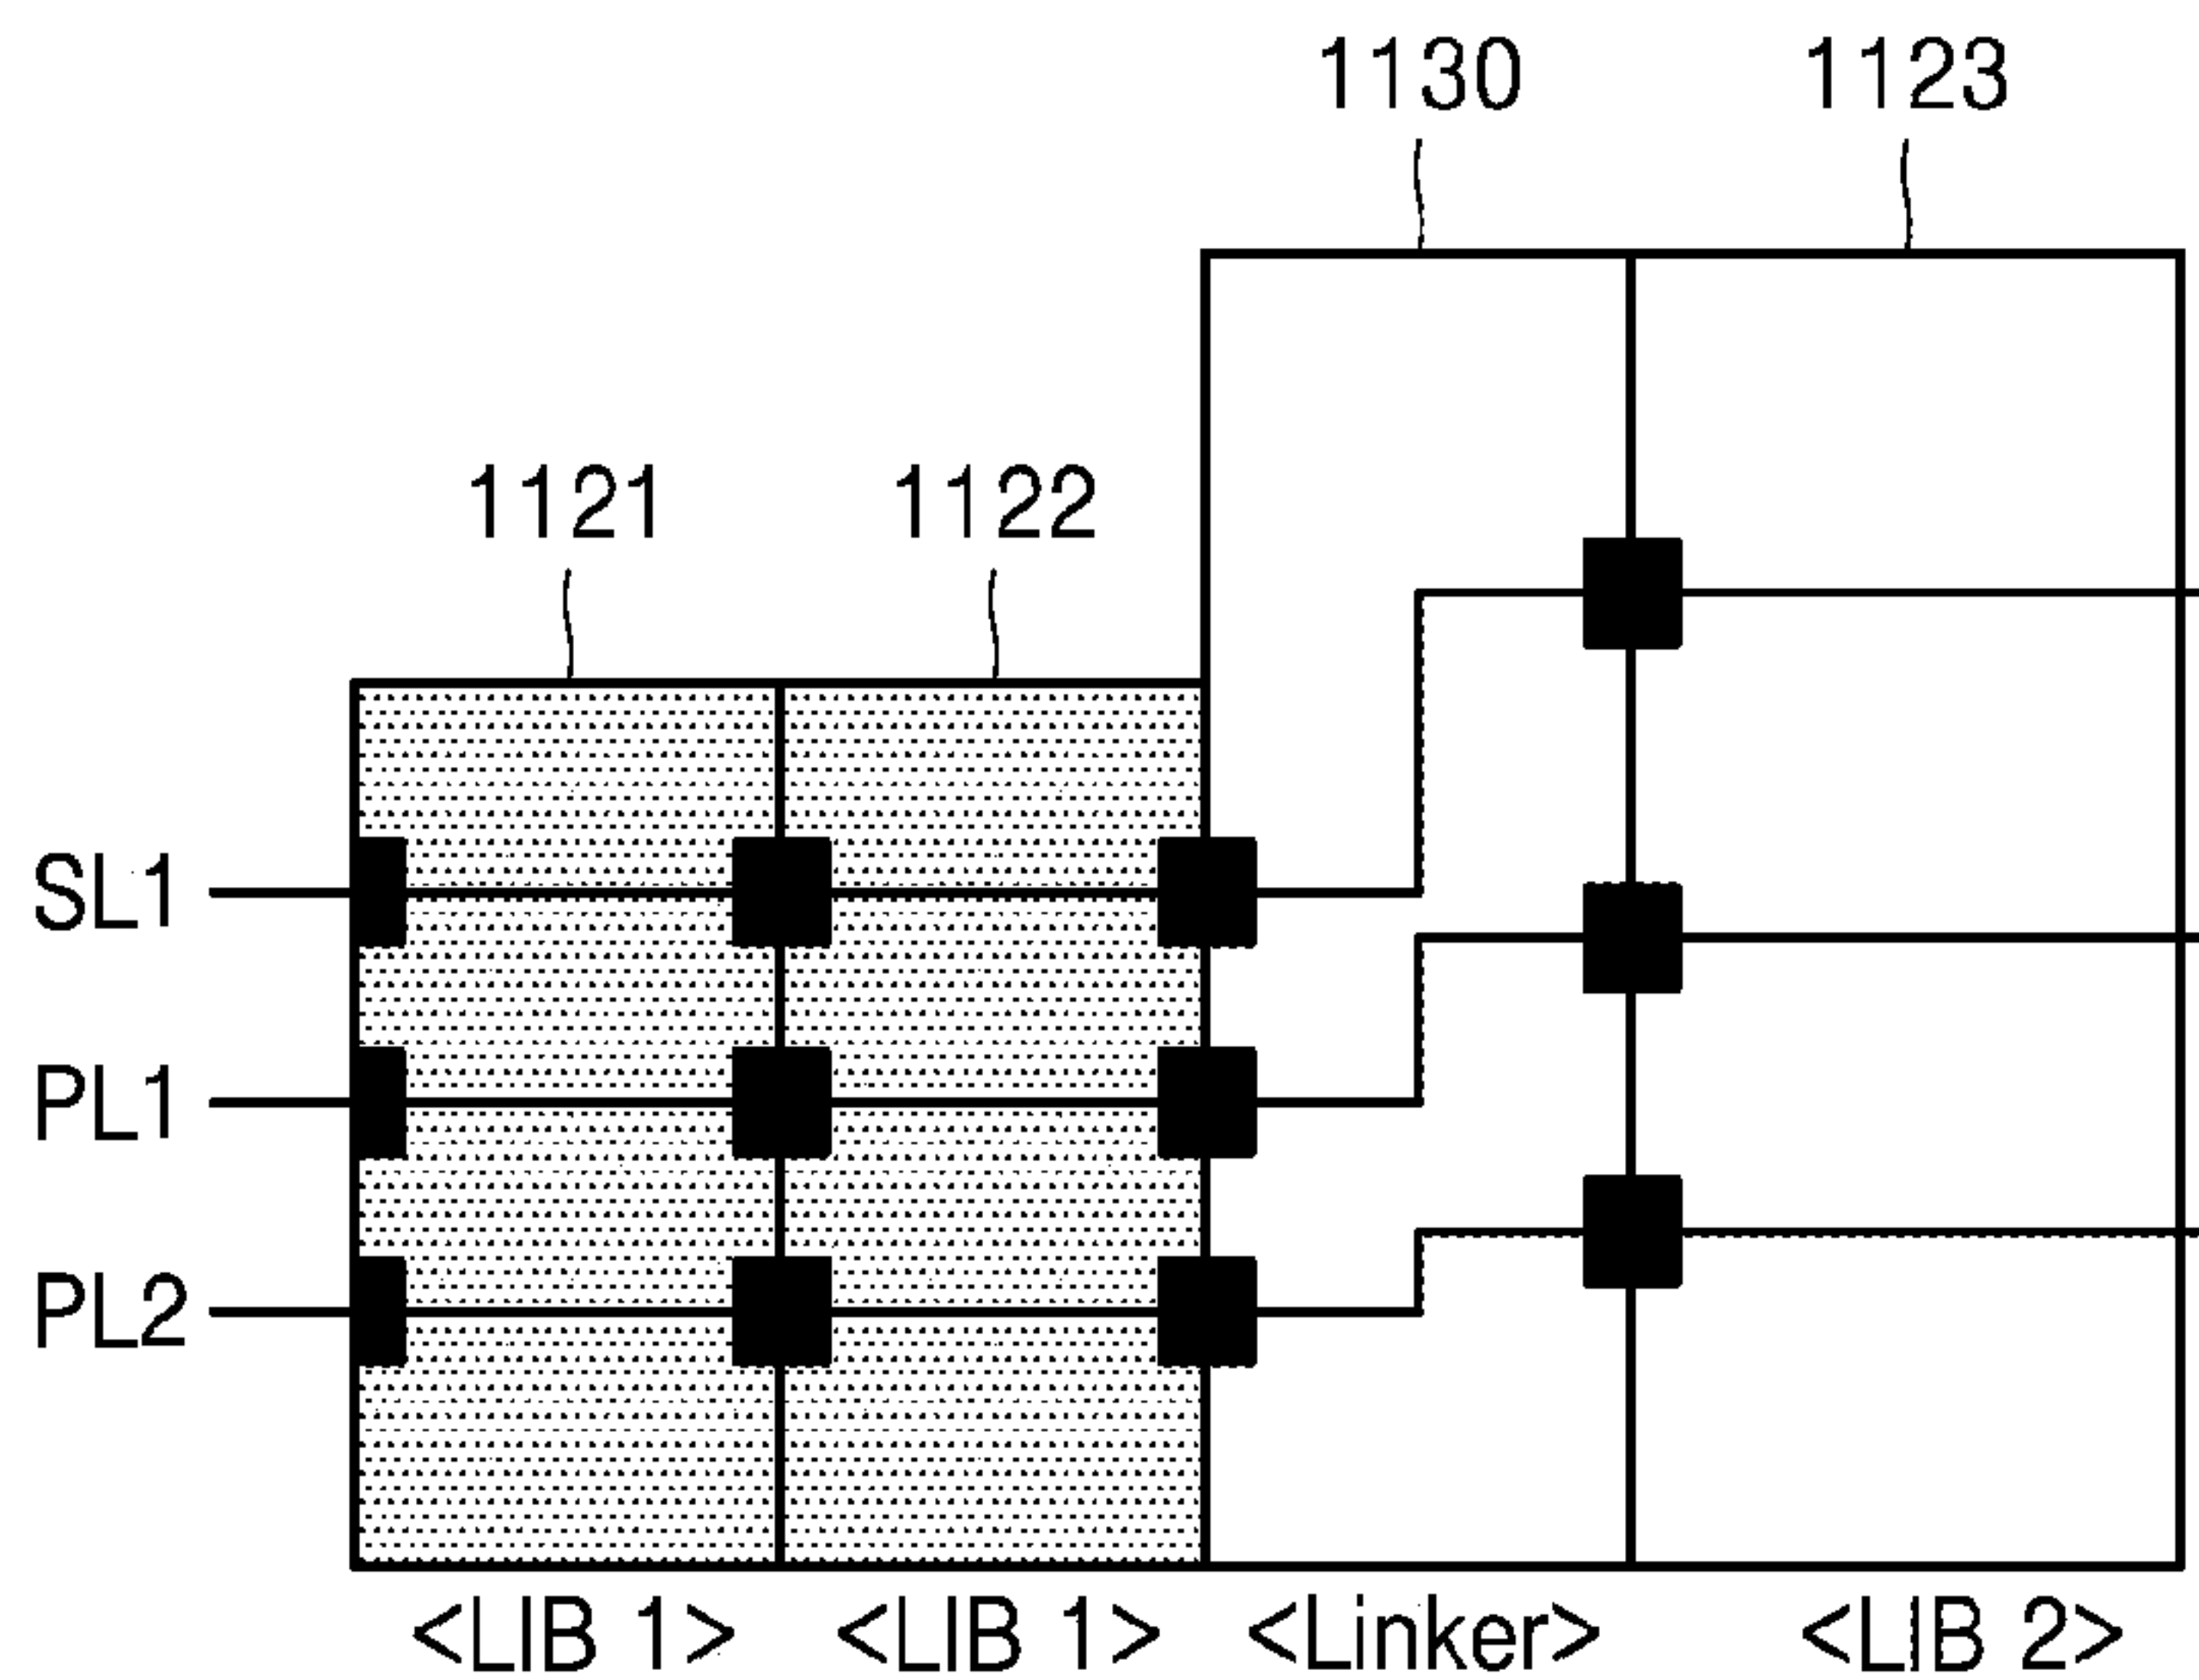 1130 1123
1121 1122
SL1
PL1
PL2
<LIB 1> <LIB 1> <Linker> <LIB 2>